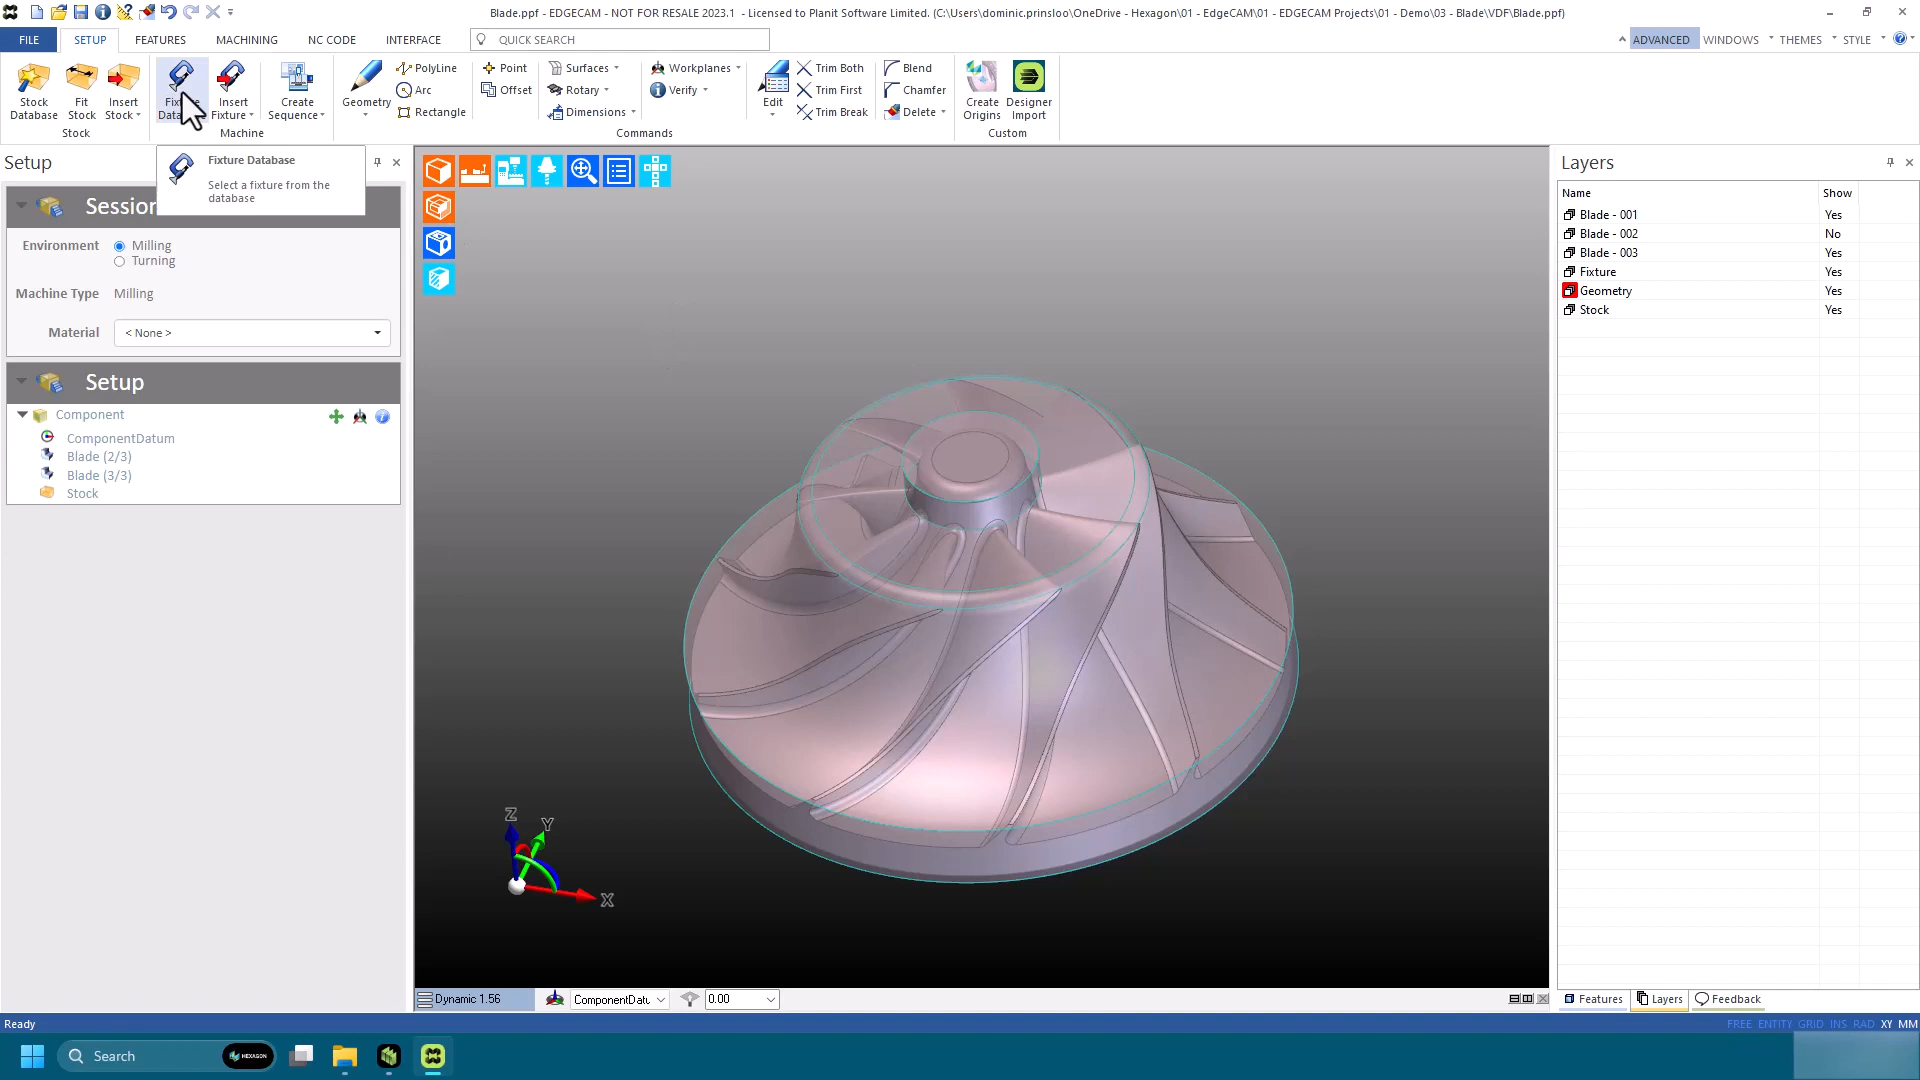 Blade.ppf - EDGECAM - NOT FOR RESALE 2023.1 - Licensed to Planit Software Limited. (C:\Users\dominic.prinsloo\OneDrive - Hexagon\01 - EdgeCAM\01 - EDGECAM Projects\01 - Demo\03 - Blade\VDF\Blade.ppf)
FILE SETUP FEATURES MACHINING NC CODE INTERFACE QUICK SEARCH ADVANCED WINDOWS THEMES STYLE
Stock Database
Fit Stock
Insert Stock
Stock
Insert Fixture
Create Sequence
Machine
Geometry
PolyLine
Arc
Rectangle
Point
Offset
Surfaces
Rotary
Dimensions
Workplanes
Verify
Commands
Edit
Trim Both
Trim First
Trim Break
Blend
Chamfer
Delete
Create Origins
Designer Import
Custom
Setup
Fixture Database
Select a fixture from the
database
Session
Environment Milling
Turning
Machine Type Milling
Material < None >
Setup
Component
ComponentDatum
Blade (2/3)
Blade (3/3)
Stock
Z
Y
X
Layers
Name Show
Blade - 001 Yes
Blade - 002 No
Blade - 003 Yes
Fixture Yes
Geometry Yes
Stock Yes
Dynamic 1.56 ComponentDatu 0.00
Features Layers Feedback
Ready FREE ENTITY GRID INS RAD XY MM
Search HEXAGON